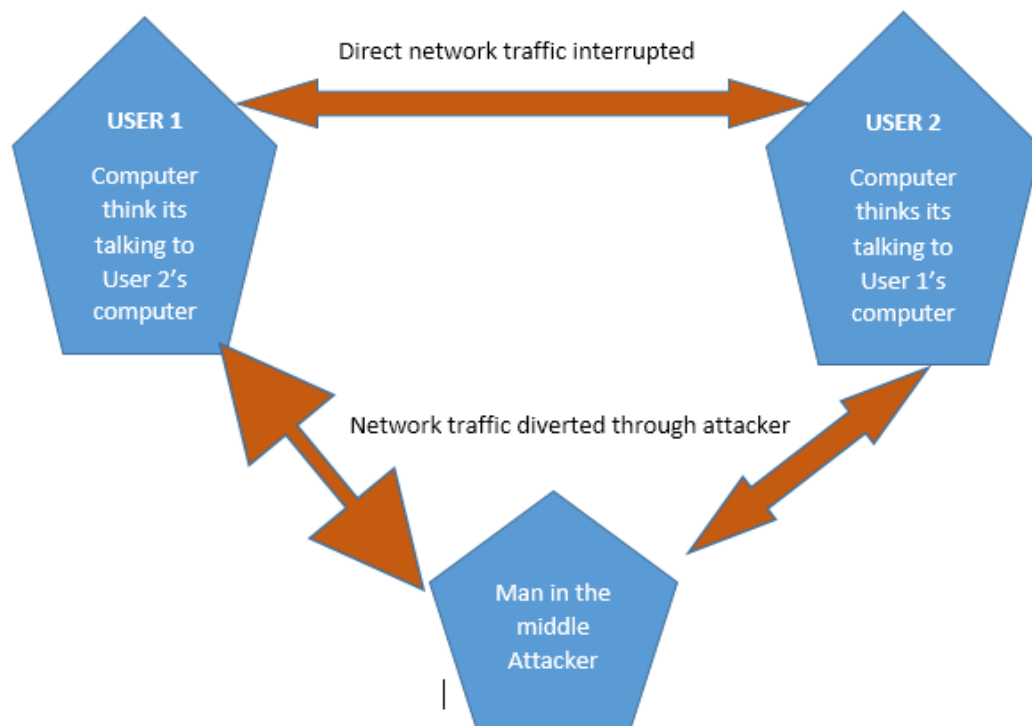 Direct network traffic interrupted
USER 1
Computer
think its
talking to
User 2's
computer
USER 2
Computer
thinks its
talking to
User 1's
computer
Network traffic diverted through attacker
Man in the
middle
Attacker